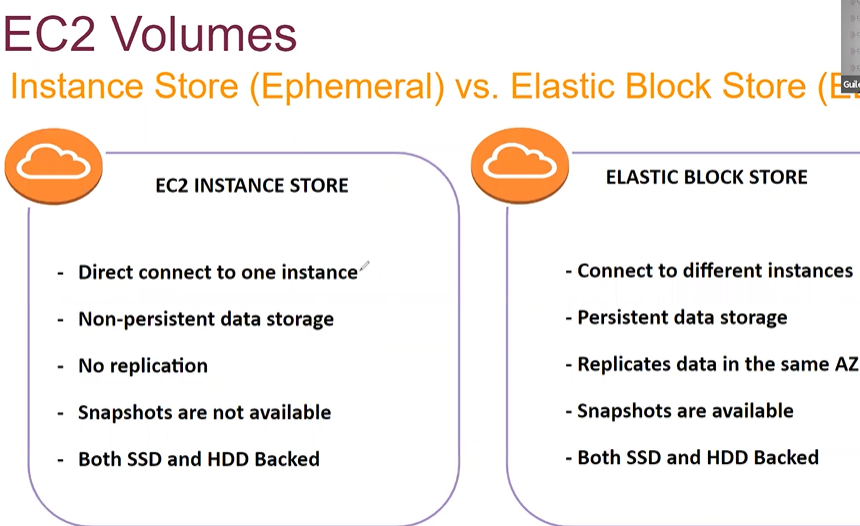 EC2 Volumes
Instance Store (Ephemeral) vs. Elastic Block Store
EC2 INSTANCE STORE
- Direct connect to one instance
- Non-persistent data storage
- No replication
- Snapshots are not available
- Both SSD and HDD Backed
ELASTIC BLOCK STORE
- Connect to different instances
- Persistent data storage
- Replicates data in the same AZ
- Snapshots are available
- Both SSD and HDD Backed